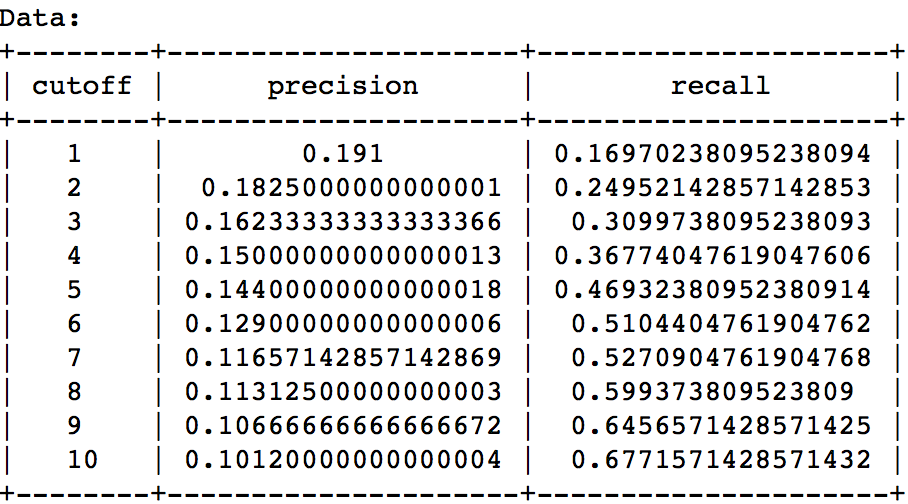 Data:
+--------+---------------------+---------------------+
| cutoff |      precision      |        recall       |
+--------+---------------------+---------------------+
|   1    |        0.191        | 0.16970238095238094 |
|   2    |  0.1825000000000001 | 0.24952142857142853 |
|   3    | 0.16233333333333366 |  0.3099738095238093 |
|   4    | 0.15000000000000013 | 0.36774047619047606 |
|   5    | 0.14400000000000018 | 0.46932380952380914 |
|   6    | 0.12900000000000006 |  0.5104404761904762 |
|   7    | 0.11657142857142869 |  0.5270904761904768 |
|   8    | 0.11312500000000003 |  0.599373809523809  |
|   9    | 0.10666666666666672 |  0.6456571428571425 |
|   10   | 0.10120000000000004 |  0.6771571428571432 |
+--------+---------------------+---------------------+